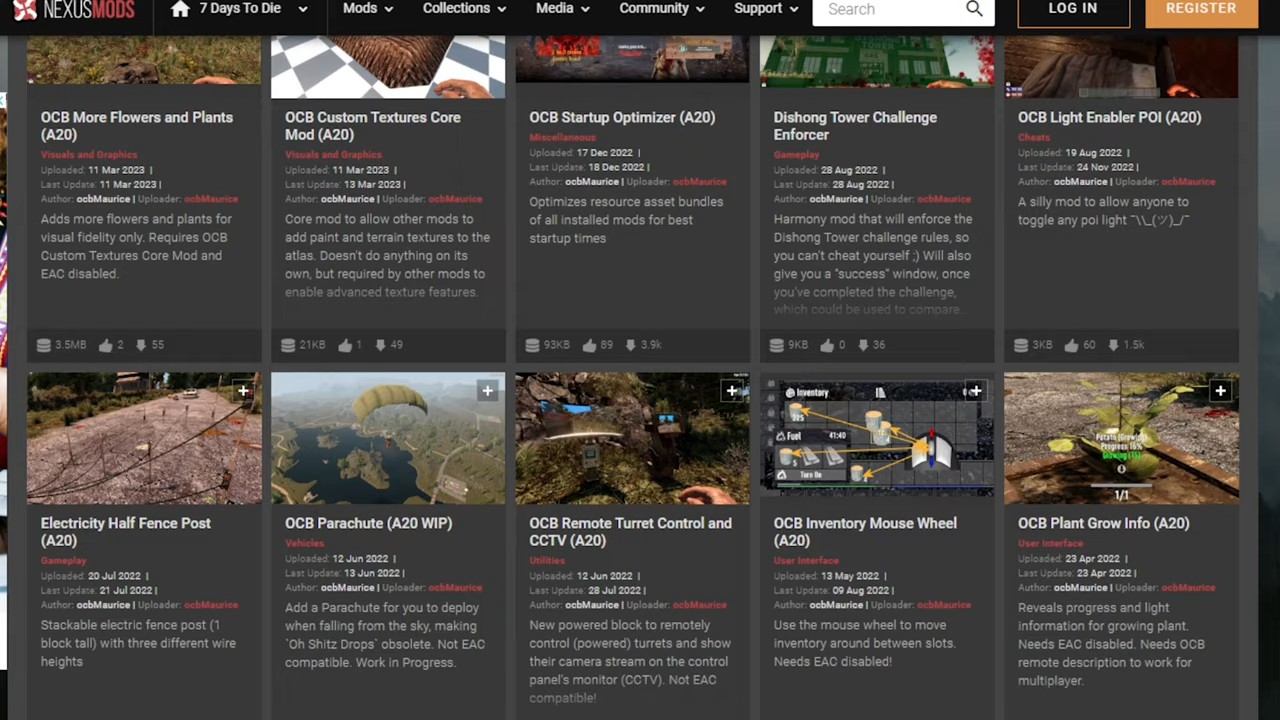 NEXUSMODS
7 Days To Die
Mods
Collections
Media
Community
Support
Search
LOG IN
REGISTER
OCB More Flowers and Plants
(A20)
Visuals and Graphics
Uploaded: 11 Mar 2023 |
Last Update: 11 Mar 2023 |
Author: ocbMaurice | Uploader: ocbMaurice
Adds more flowers and plants for
visual fidelity only. Requires OCB
Custom Textures Core Mod and
EAC disabled.
3.5MB 2 55
OCB Custom Textures Core
Mod (A20)
Visuals and Graphics
Uploaded: 11 Mar 2023 |
Last Update: 13 Mar 2023 |
Author: ocbMaurice | Uploader: ocbMaurice
Core mod to allow other mods to
add paint and terrain textures to the
atlas. Doesn't do anything on its
own, but required by other mods to
enable advanced texture features.
21KB 1 49
OCB Startup Optimizer (A20)
Miscellaneous
Uploaded: 17 Dec 2022 |
Last Update: 18 Dec 2022 |
Author: ocbMaurice | Uploader: ocbMaurice
Optimizes resource asset bundles
of all installed mods for best
startup times
93KB 89 3.9k
TOWER
Dishong Tower Challenge
Enforcer
Gameplay
Uploaded: 28 Aug 2022 |
Last Update: 28 Aug 2022 |
Author: ocbMaurice | Uploader: ocbMaurice
Harmony mod that will enforce the
Dishong Tower challenge rules, so
you can't cheat yourself ;) Will also
give you a "success" window, once
you've completed the challenge,
which could be used to compare...
9KB 0 36
OCB Light Enabler POI (A20)
Cheats
Uploaded: 19 Aug 2022 |
Last Update: 24 Nov 2022 |
Author: ocbMaurice | Uploader: ocbMaurice
A silly mod to allow anyone to
toggle any poi light ¯\\_(ツ)_/¯
3KB 60 1.5k
Electricity Half Fence Post
(A20)
Gameplay
Uploaded: 20 Jul 2022 |
Last Update: 21 Jul 2022 |
Author: ocbMaurice | Uploader: ocbMaurice
Stackable electric fence post (1
block tall) with three different wire
heights
OCB Parachute (A20 WIP)
Vehicles
Uploaded: 12 Jun 2022 |
Last Update: 13 Jun 2022 |
Author: ocbMaurice | Uploader: ocbMaurice
Add a Parachute for you to deploy
when falling from the sky, making
`Oh Shitz Drops` obsolete. Not EAC
compatible. Work in Progress.
OCB Remote Turret Control and
CCTV (A20)
Utilities
Uploaded: 12 Jun 2022 |
Last Update: 28 Jul 2022 |
Author: ocbMaurice | Uploader: ocbMaurice
New powered block to remotely
control (powered) turrets and show
their camera stream on the control
panel's monitor (CCTV). Not EAC
compatible!
Inventory
Fuel 41:40
Turn On
OCB Inventory Mouse Wheel
(A20)
User Interface
Uploaded: 13 May 2022 |
Last Update: 09 Aug 2022 |
Author: ocbMaurice | Uploader: ocbMaurice
Use the mouse wheel to move
inventory around between slots.
Needs EAC disabled!
Potato (Growing)
Progress 16%
1/1
OCB Plant Grow Info (A20)
User Interface
Uploaded: 23 Apr 2022 |
Last Update: 23 Apr 2022 |
Author: ocbMaurice | Uploader: ocbMaurice
Reveals progress and light
information for growing plant.
Needs EAC disabled. Needs OCB
remote description to work for
multiplayer.